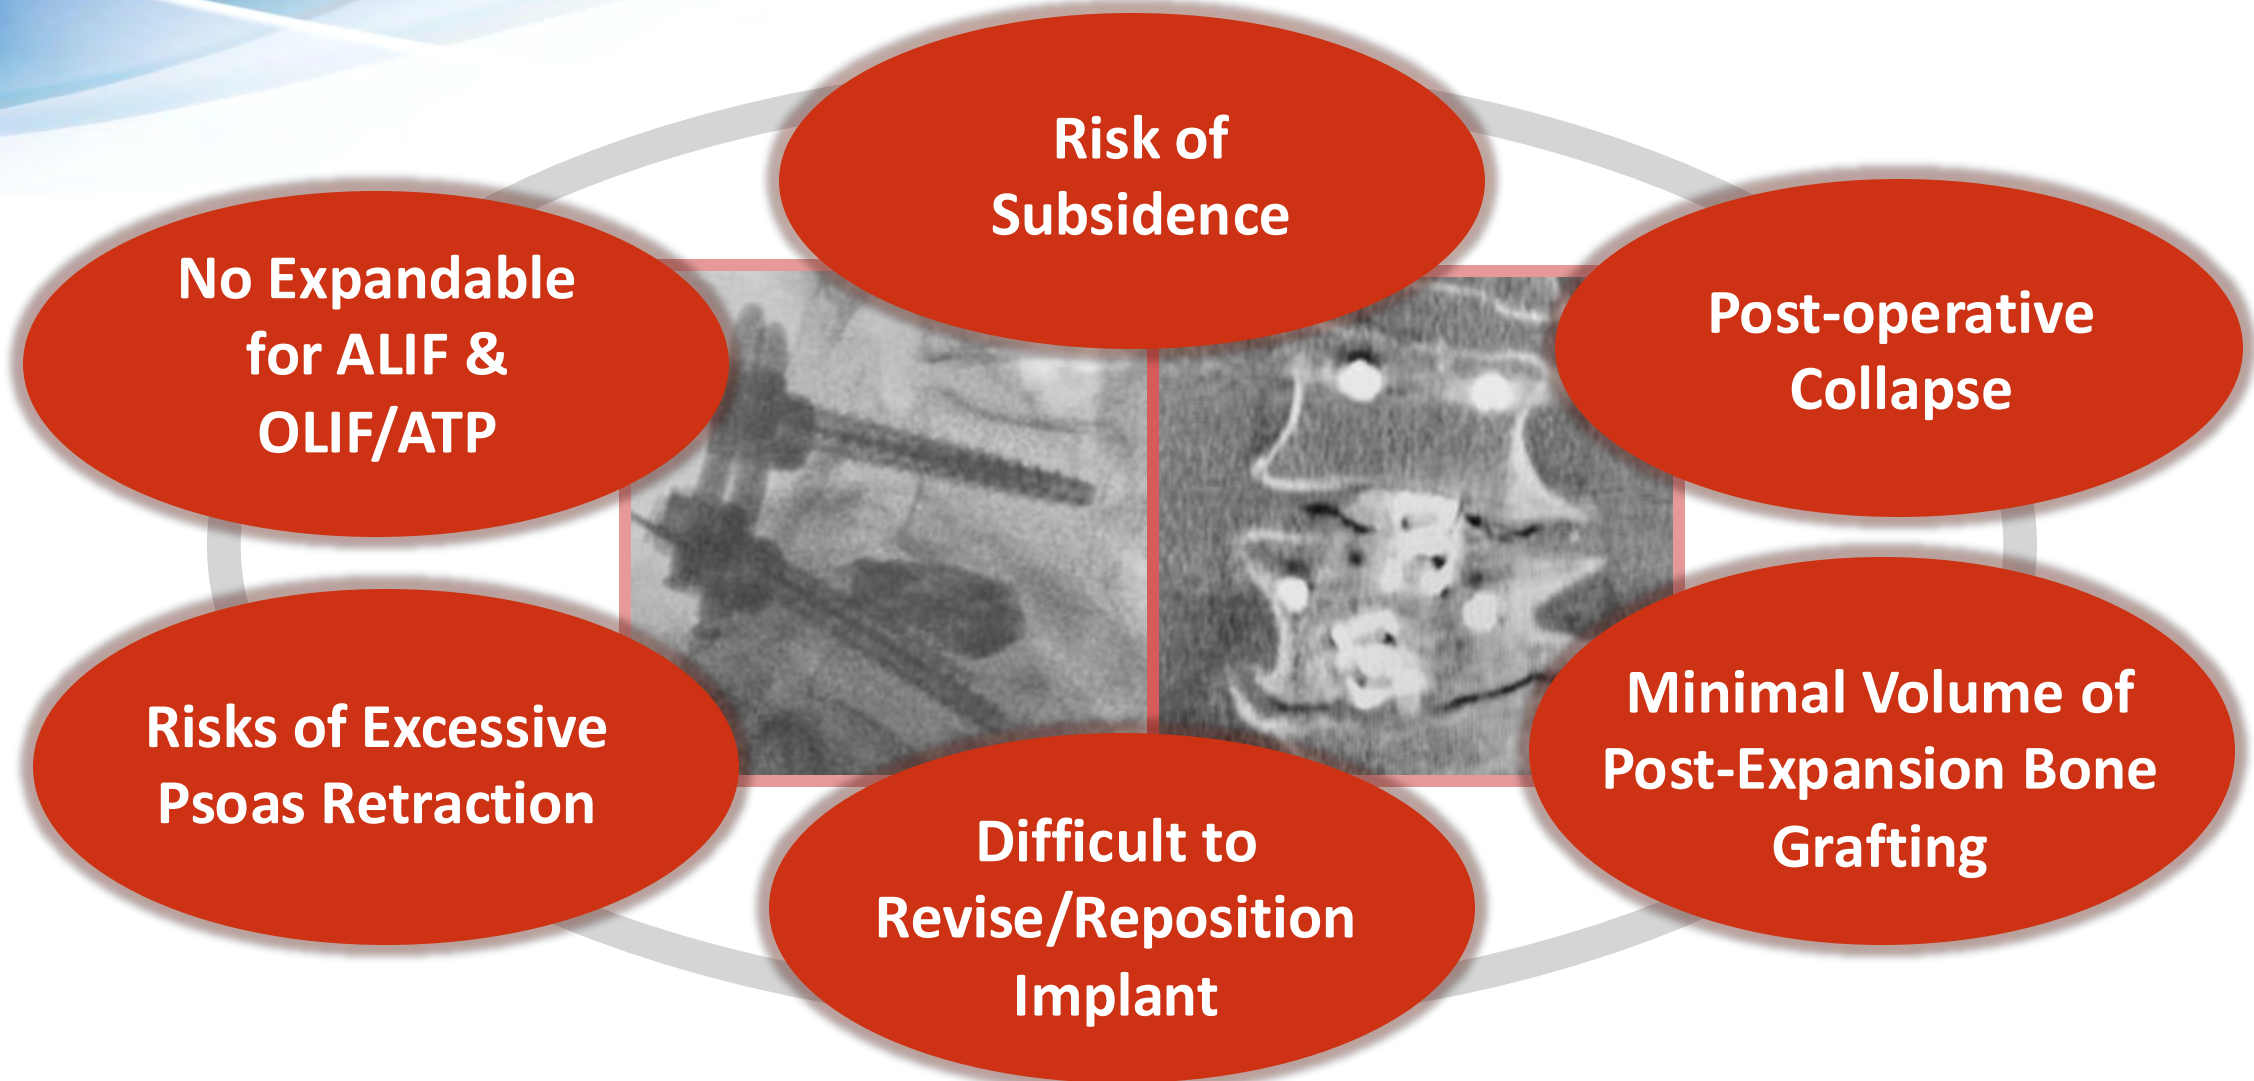 Risk of
Subsidence
Post-operative
Collapse
Minimal Volume of
Post-Expansion Bone
Grafting
Difficult to
Revise/Reposition
Implant
Risks of Excessive
Psoas Retraction
No Expandable
for ALIF &
OLIF/ATP